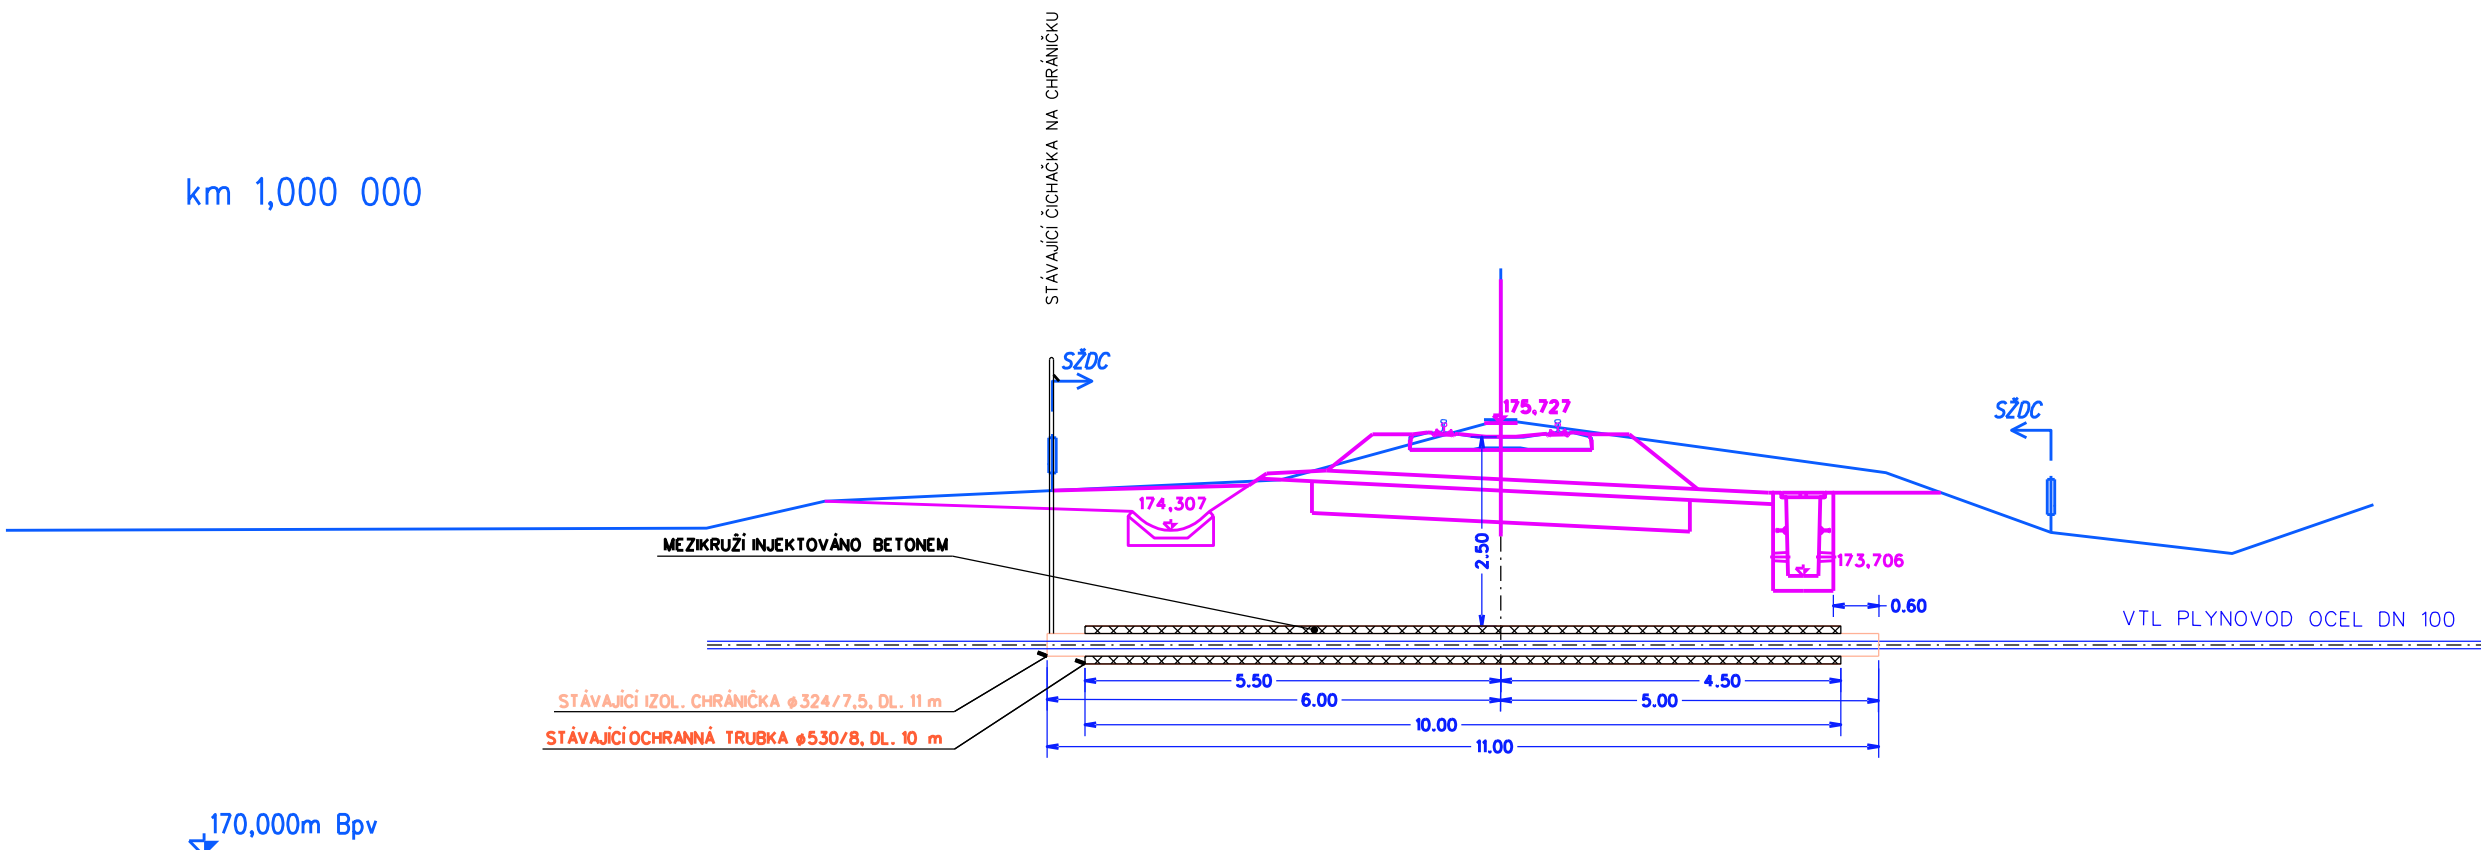 STÁVAJÍCÍ ČICHAČKA NA CHRÁNIČKU
km 1,000 000
SŽDC
175,727
SŽDC
174,307
MEZIKRUŽÍ INJEKTOVÁNO BETONEM
2.50
173,706
0.60
VTL PLYNOVOD OCEL DN 100
5.50
4.50
STÁVAJÍCÍ IZOL. CHRÁNIČKA ø324/7,5, DL. 11 m
6.00
5.00
10.00
STÁVAJÍCÍ OCHRANNÁ TRUBKA ø530/8, DL. 10 m
11.00
170,000m Bpv